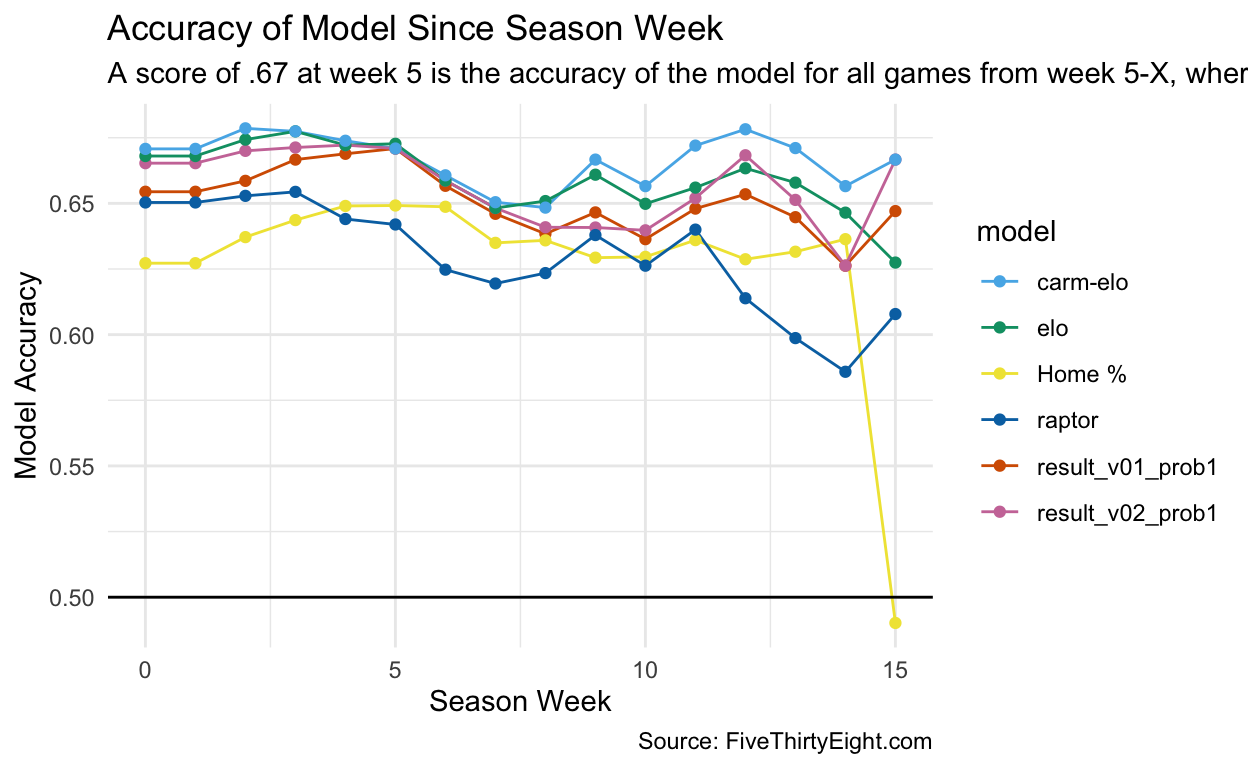 Accuracy of Model Since Season Week
A score of .67 at week 5 is the accuracy of the model for all games from week 5-X, wher
Model Accuracy
0.65
0.60
0.55
0.50
0
5
10
15
Season Week
model
carm-elo
elo
Home %
raptor
result_v01_prob1
result_v02_prob1
Source: FiveThirtyEight.com